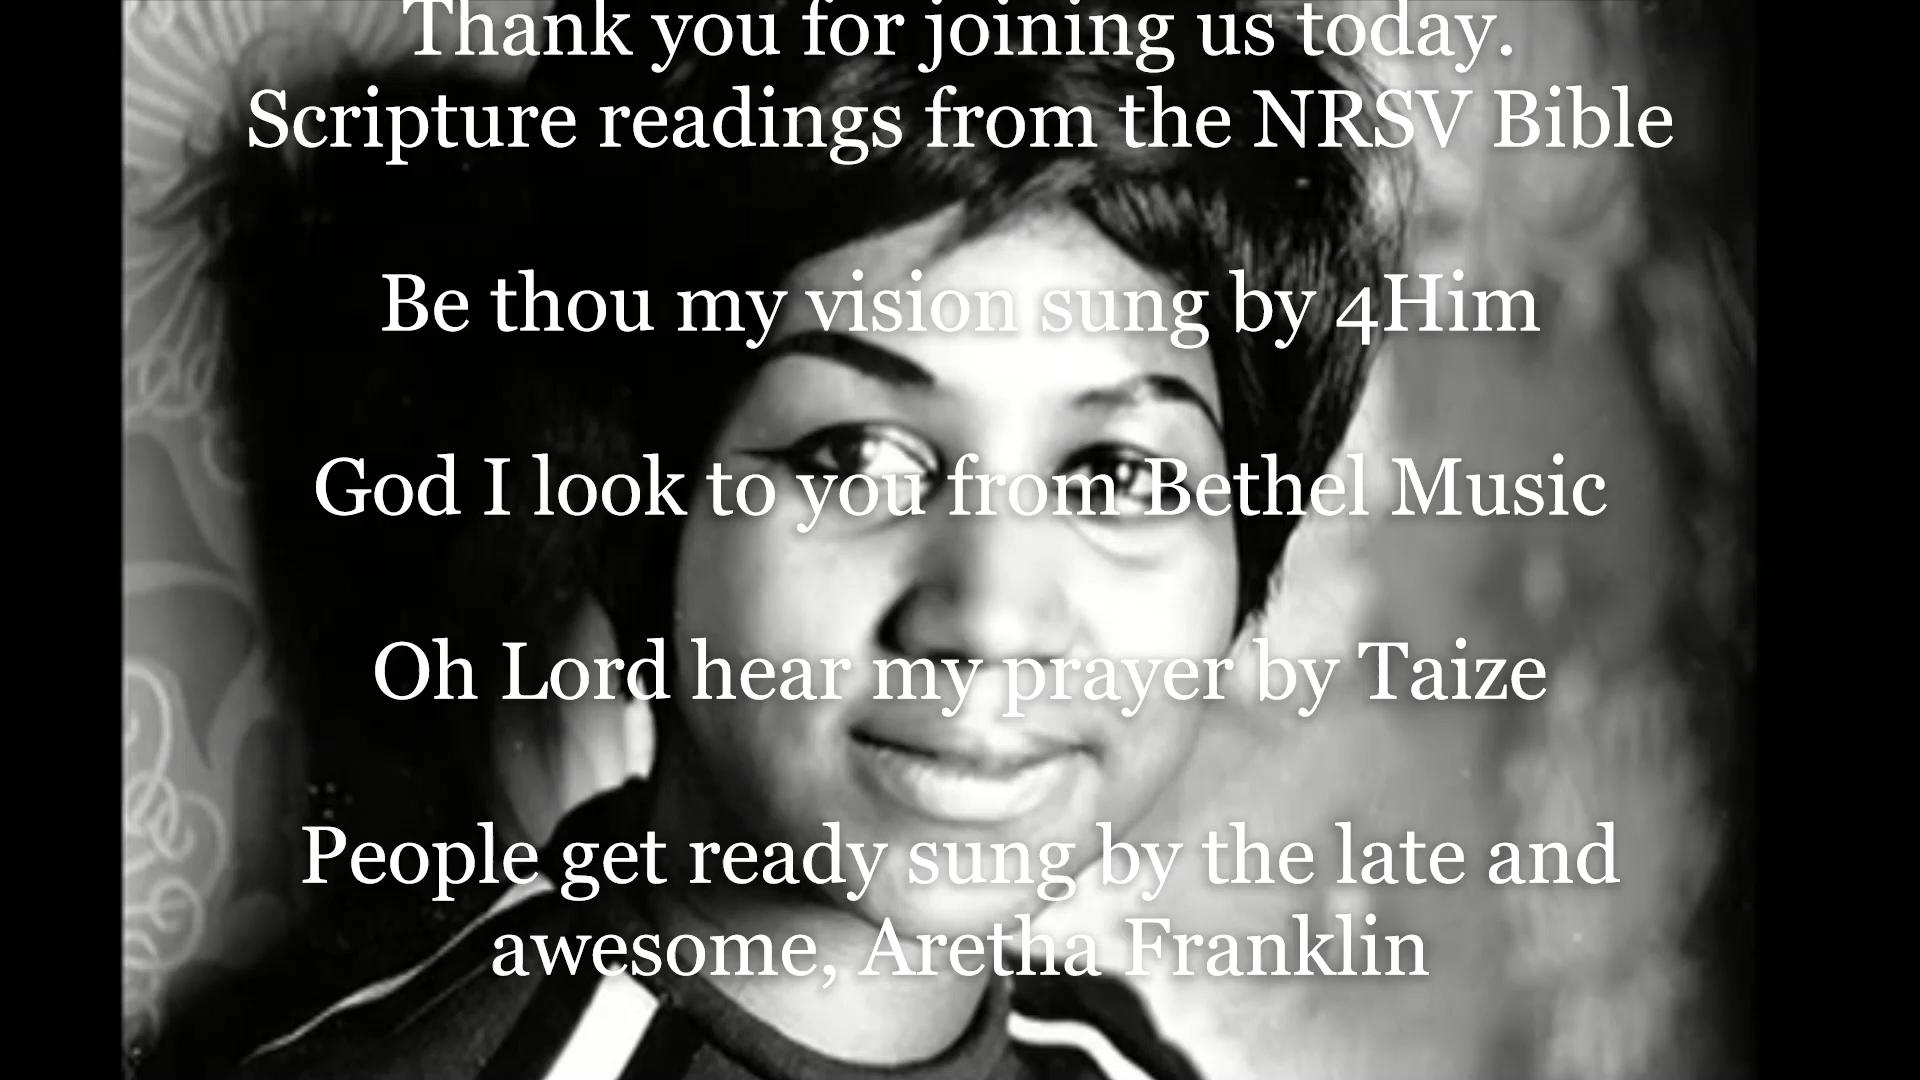 Thank you for joining us today.
Scripture readings from the NRSV Bible
Be thou my vision sung by 4Him
God I look to you from Bethel Music
Oh Lord hear my prayer by Taize
People get ready sung by the late and
awesome, Aretha Franklin